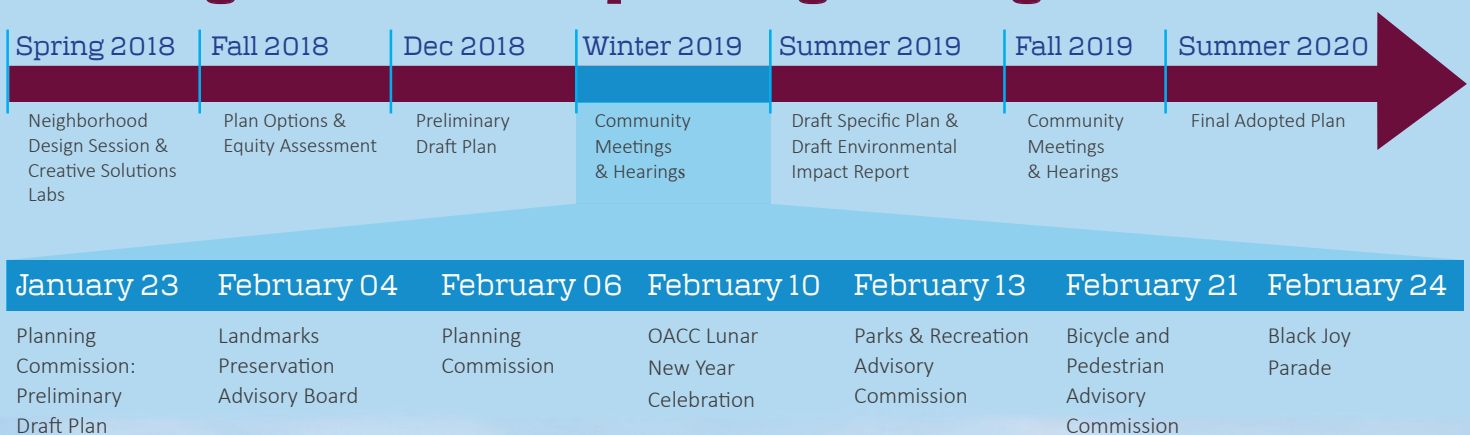 Spring 2018
Fall 2018
Dec 2018
Winter 2019
Summer 2019
Fall 2019
Summer 2020
Neighborhood
Design Session &
Creative Solutions
Labs
Plan Options &
Equity Assessment
Preliminary
Draft Plan
Community
Meetings
& Hearings
Draft Specific Plan &
Draft Environmental
Impact Report
Community
Meetings
& Hearings
Final Adopted Plan
January 23
February 04
February 06
February 10
February 13
February 21
February 24
Planning
Commission:
Preliminary
Draft Plan
Landmarks
Preservation
Advisory Board
Planning
Commission
OACC Lunar
New Year
Celebration
Parks & Recreation
Advisory
Commission
Bicycle and
Pedestrian
Advisory
Commission
Black Joy
Parade